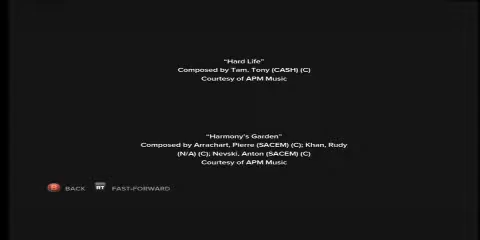 "Hard Life"
Composed by Tam, Tony (CASH) (C)
Courtesy of APM Music
"Harmony's Garden"
Composed by Arrachart, Pierre (SACEM) (C); Khan, Rudy
(N/A) (C); Nevski, Anton (SACEM) (C)
Courtesy of APM Music
B BACK RT FAST-FORWARD